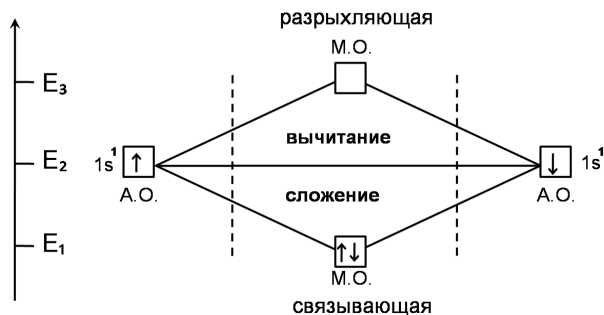 разрыхляющая
М.О.
E₃
вычитание
E₂
1s¹
↑
↓
1s¹
А.О.
А.О.
сложение
E₁
↑↓
М.О.
связывающая